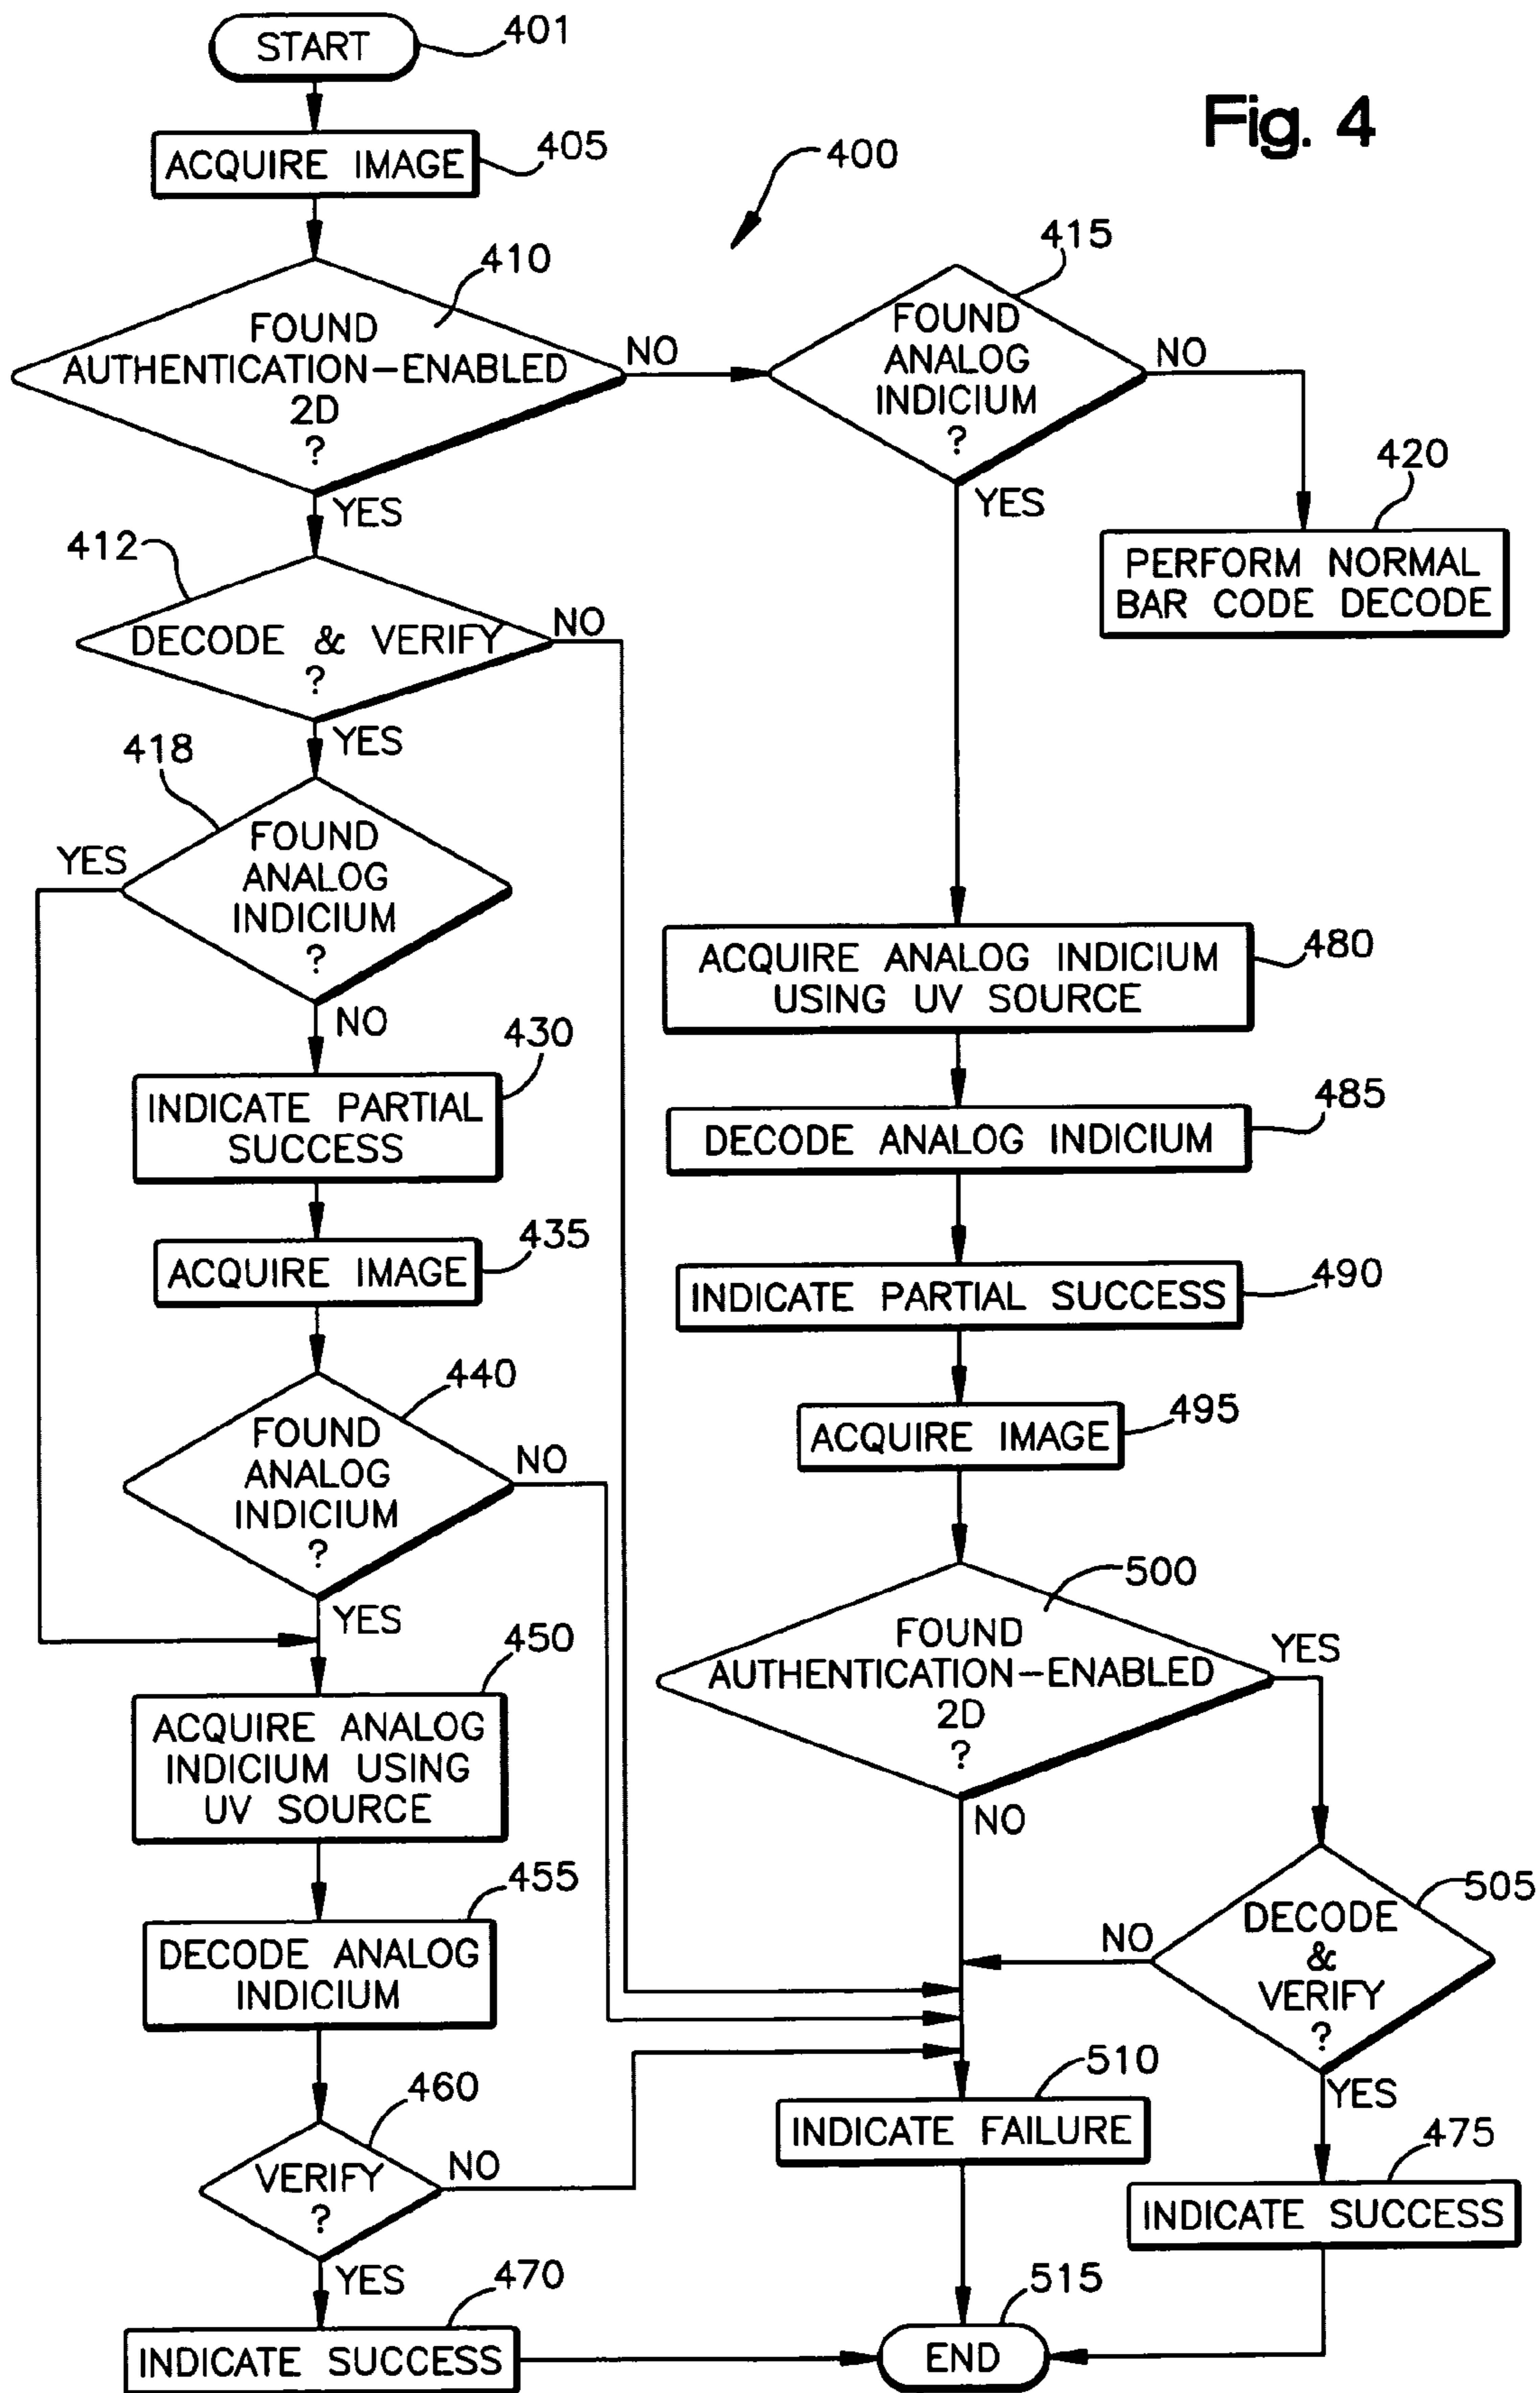 START
401
Fig. 4
ACQUIRE IMAGE
405
400
410
FOUND
AUTHENTICATION-ENABLED
2D
?
NO
YES
415
FOUND
ANALOG
INDICIUM
?
NO
YES
420
PERFORM NORMAL
BAR CODE DECODE
412
DECODE & VERIFY
?
NO
YES
418
FOUND
ANALOG
INDICIUM
?
YES
NO
430
INDICATE PARTIAL
SUCCESS
435
ACQUIRE IMAGE
440
FOUND
ANALOG
INDICIUM
?
NO
YES
450
ACQUIRE ANALOG
INDICIUM USING
UV SOURCE
455
DECODE ANALOG
INDICIUM
460
VERIFY
?
NO
YES
470
INDICATE SUCCESS
480
ACQUIRE ANALOG INDICIUM
USING UV SOURCE
485
DECODE ANALOG INDICIUM
490
INDICATE PARTIAL SUCCESS
495
ACQUIRE IMAGE
500
FOUND
AUTHENTICATION-ENABLED
2D
?
YES
NO
505
DECODE
&
VERIFY
?
NO
YES
510
INDICATE FAILURE
475
INDICATE SUCCESS
515
END